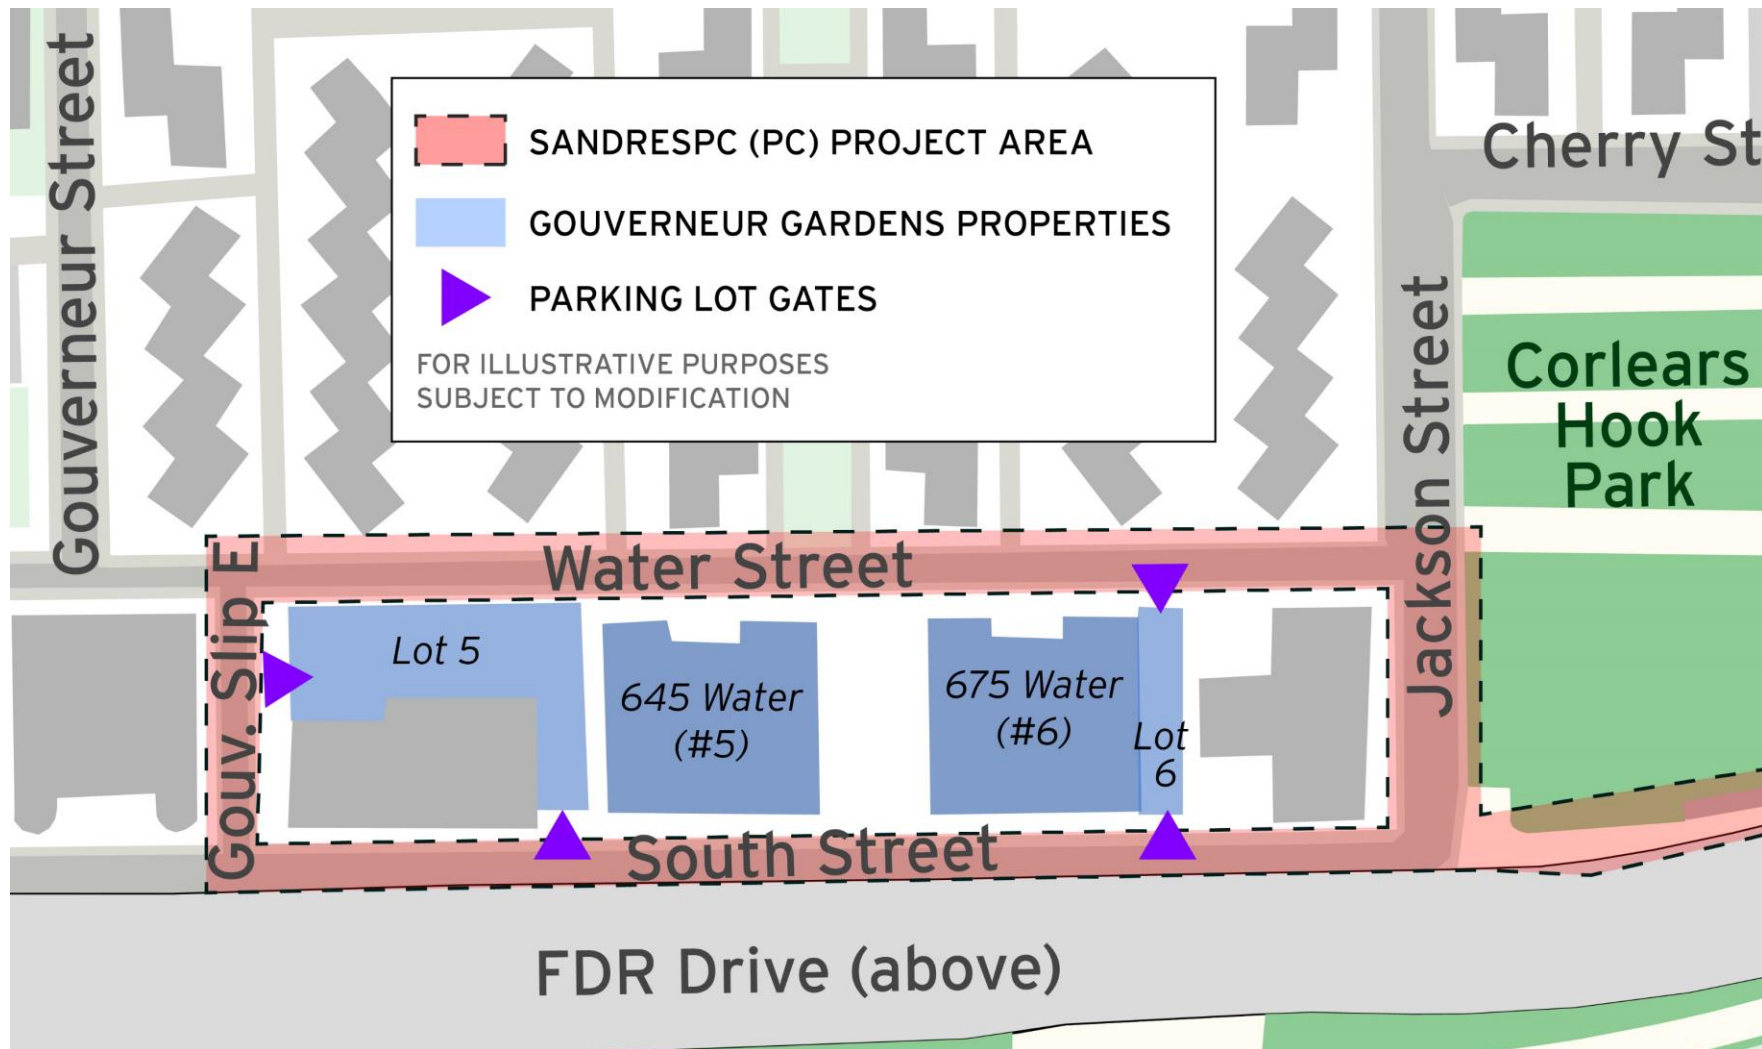 Gouverneur Street
SANDRESPC (PC) PROJECT AREA
GOUVERNEUR GARDENS PROPERTIES
PARKING LOT GATES
FOR ILLUSTRATIVE PURPOSES
SUBJECT TO MODIFICATION
Cherry St
Corlears
Hook
Park
Jackson Street
Water Street
Gouv. Slip E
Lot 5
645 Water
(#5)
675 Water
(#6)
Lot
6
South Street
FDR Drive (above)